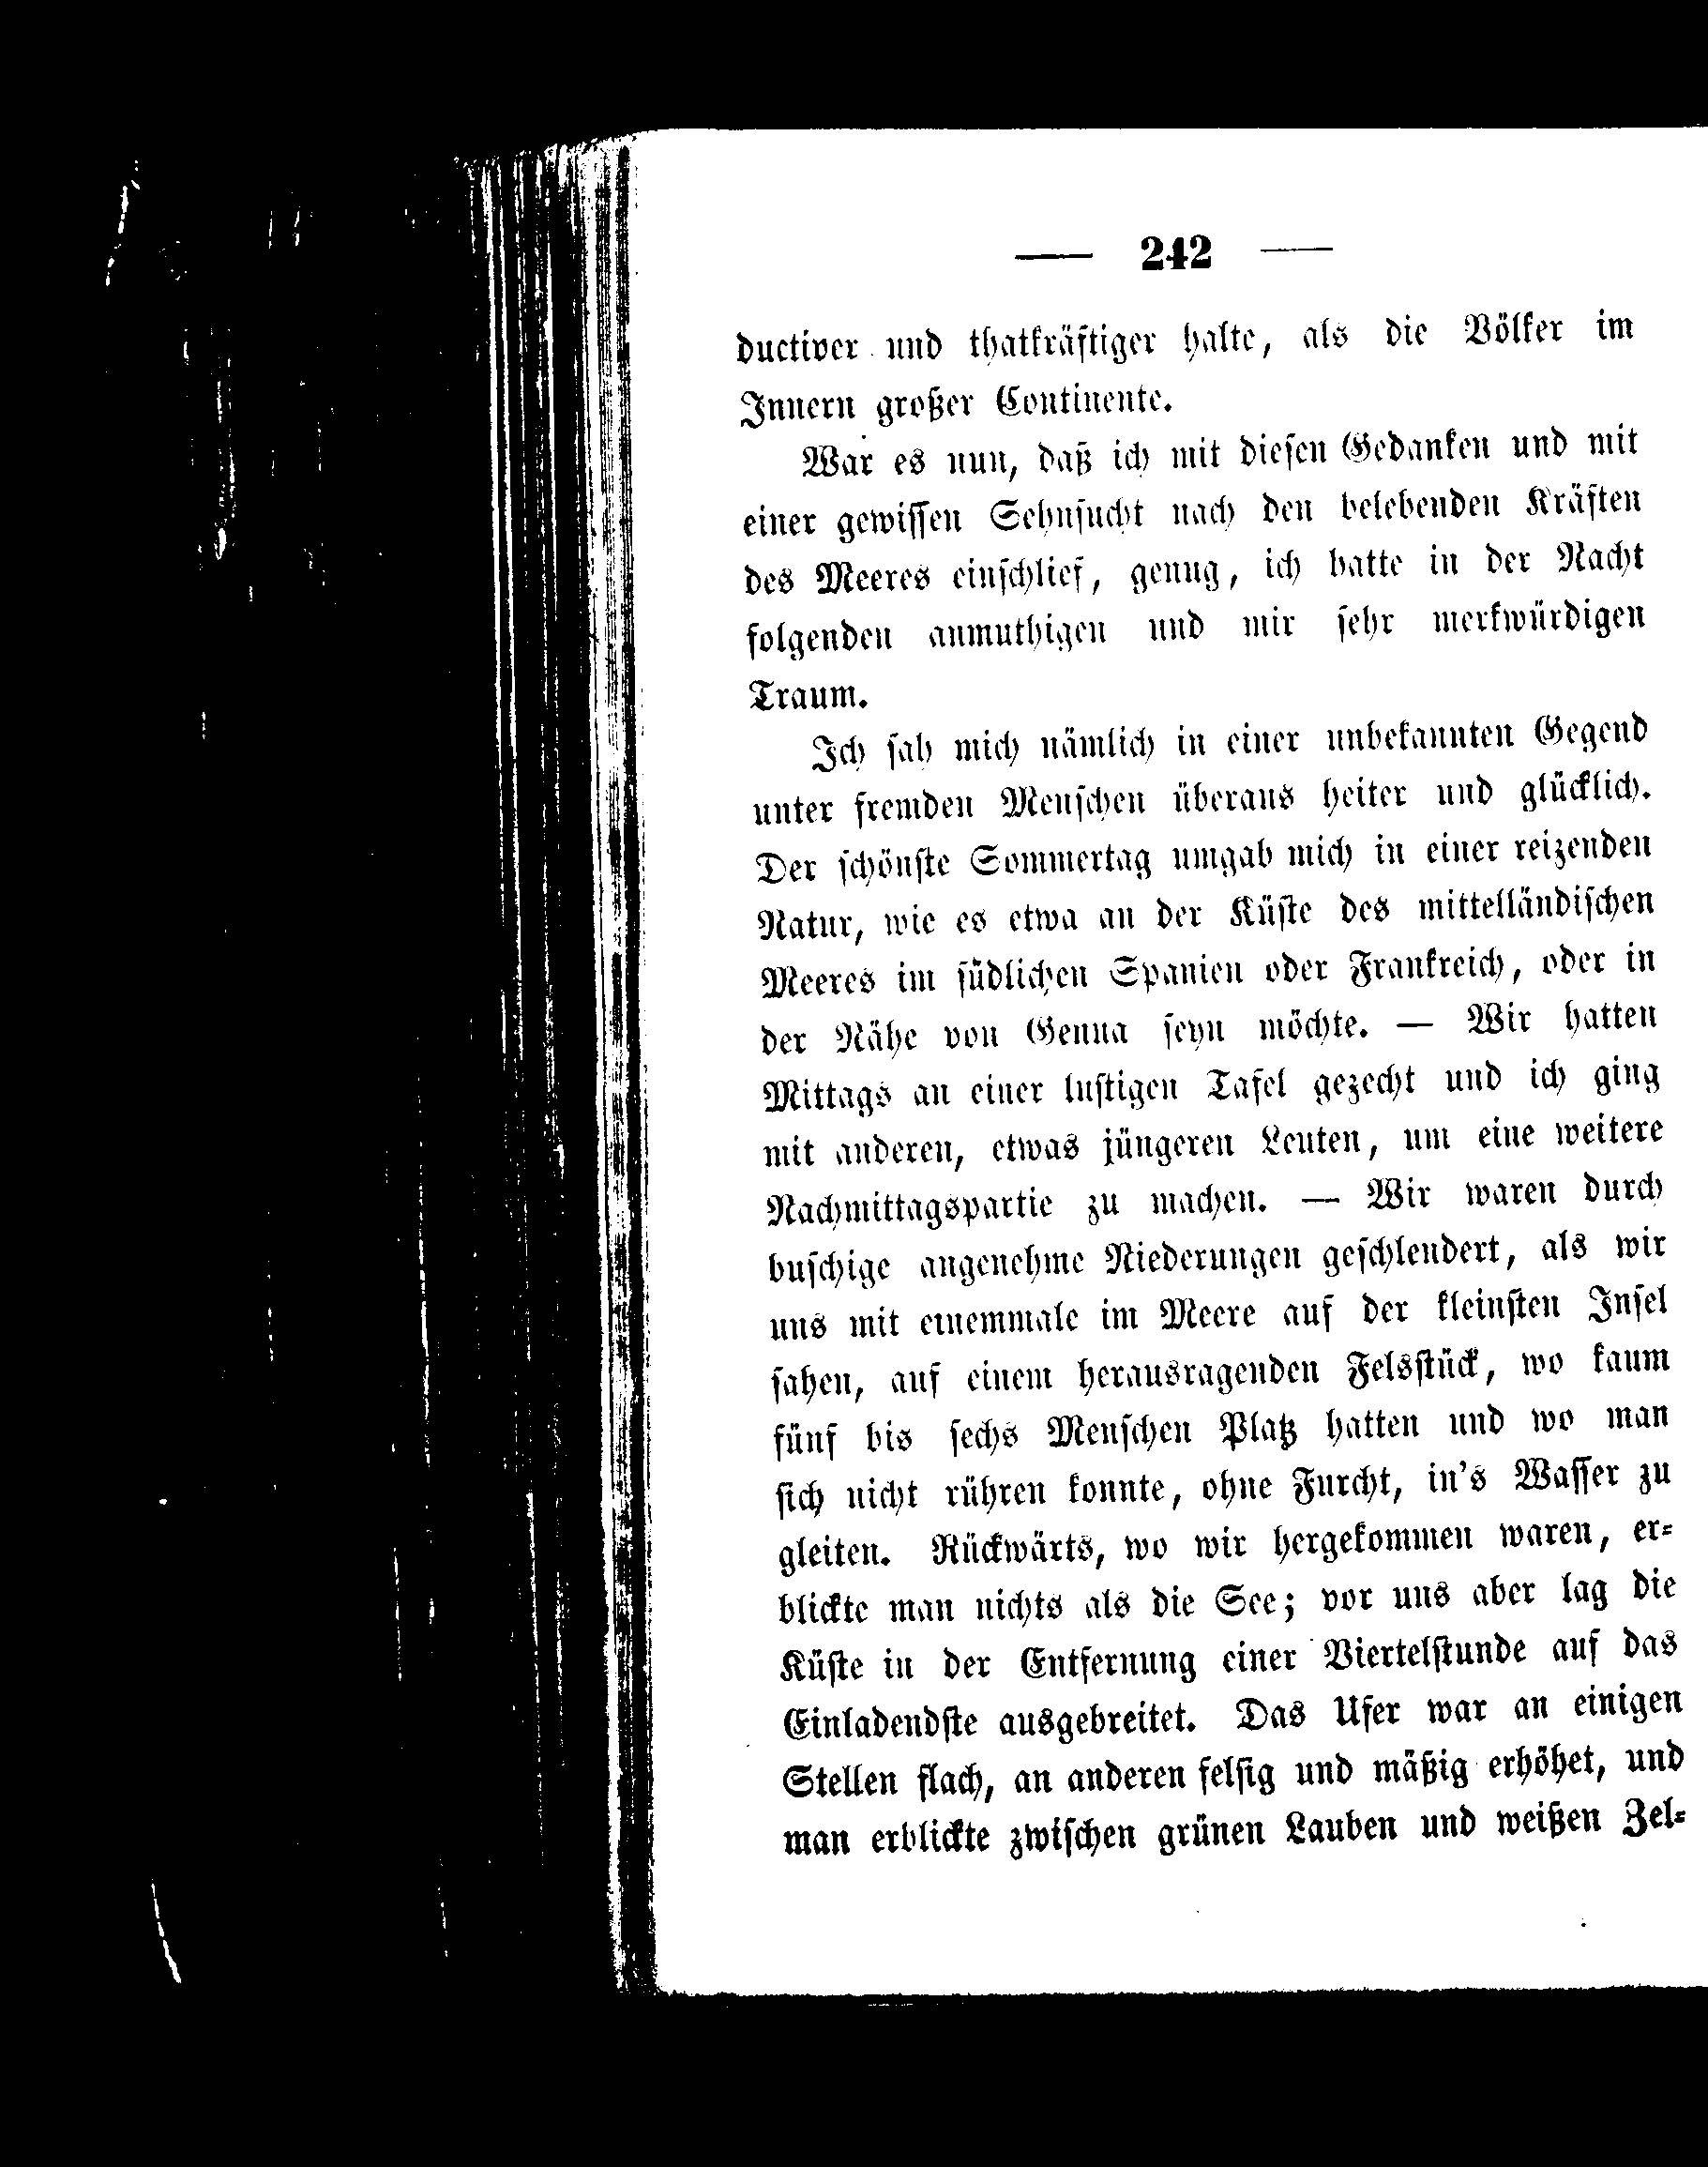 — 242 —
ductiver und thatkräftiger halte, als die Völker im
Innern großer Continente.
War es nun, daß ich mit dieſen Gedanken und mit
einer gewiſſen Sehnſucht nach den belebenden Kräften
des Meeres einſchlief, genug, ich hatte in der Nacht
folgenden anmuthigen und mir ſehr merkwürdigen
Traum.
Ich ſah mich nämlich in einer unbekannten Gegend
unter fremden Menſchen überaus heiter und glücklich.
Der ſchönſte Sommertag umgab mich in einer reizenden
Natur, wie es etwa an der Küſte des mittelländiſchen
Meeres im ſüdlichen Spanien oder Frankreich, oder in
der Nähe von Genua ſeyn möchte. — Wir hatten
Mittags an einer luſtigen Tafel gezecht und ich ging
mit anderen, etwas jüngeren Leuten, um eine weitere
Nachmittagspartie zu machen. — Wir waren durch
buſchige angenehme Niederungen geſchlendert, als wir
uns mit einemmale im Meere auf der kleinſten Inſel
ſahen, auf einem herausragenden Felsſtück, wo kaum
fünf bis ſechs Menſchen Platz hatten und wo man
ſich nicht rühren konnte, ohne Furcht, in's Waſſer zu
gleiten. Rückwärts, wo wir hergekommen waren, er=
blickte man nichts als die See; vor uns aber lag die
Küſte in der Entfernung einer Viertelſtunde auf das
Einladendſte ausgebreitet. Das Ufer war an einigen
Stellen flach, an anderen felſig und mäßig erhöhet, und
man erblickte zwiſchen grünen Lauben und weißen Zel=